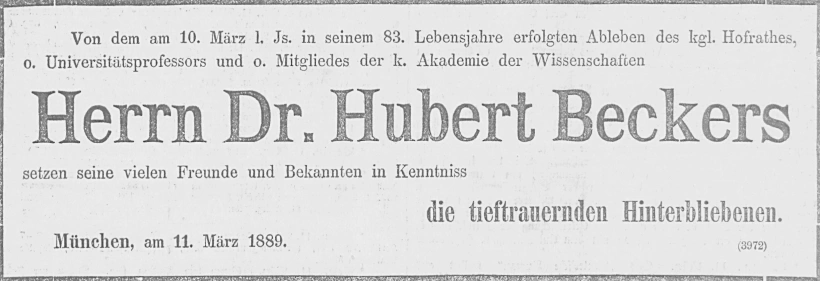 Von dem am 10. März l. Js. in seinem 83. Lebensjahre erfolgten Ableben des kgl. Hofrathes,
o. Universitätsprofessors und o. Mitgliedes der k. Akademie der Wissenschaften
Herrn Dr. Hubert Beckers
setzen seine vielen Freunde und Bekannten in Kenntniss
die tieftrauernden Hinterbliebenen.
München, am 11. März 1889.
(3972)